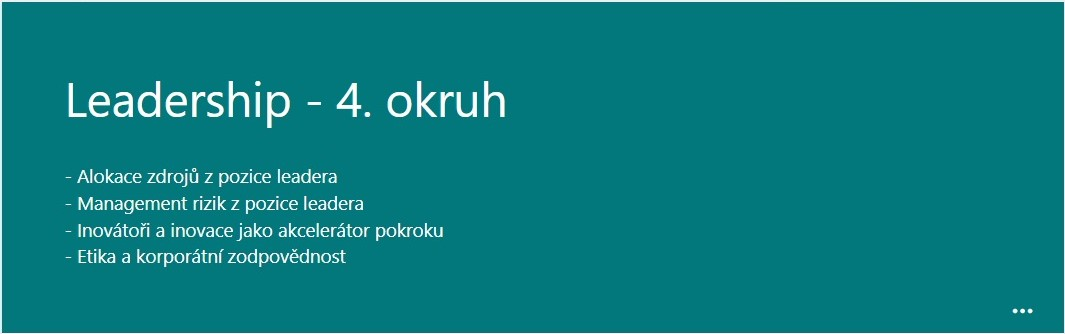 Leadership - 4. okruh
- Alokace zdrojů z pozice leadera
- Management rizik z pozice leadera
- Inovátoři a inovace jako akcelerátor pokroku
- Etika a korporátní zodpovědnost